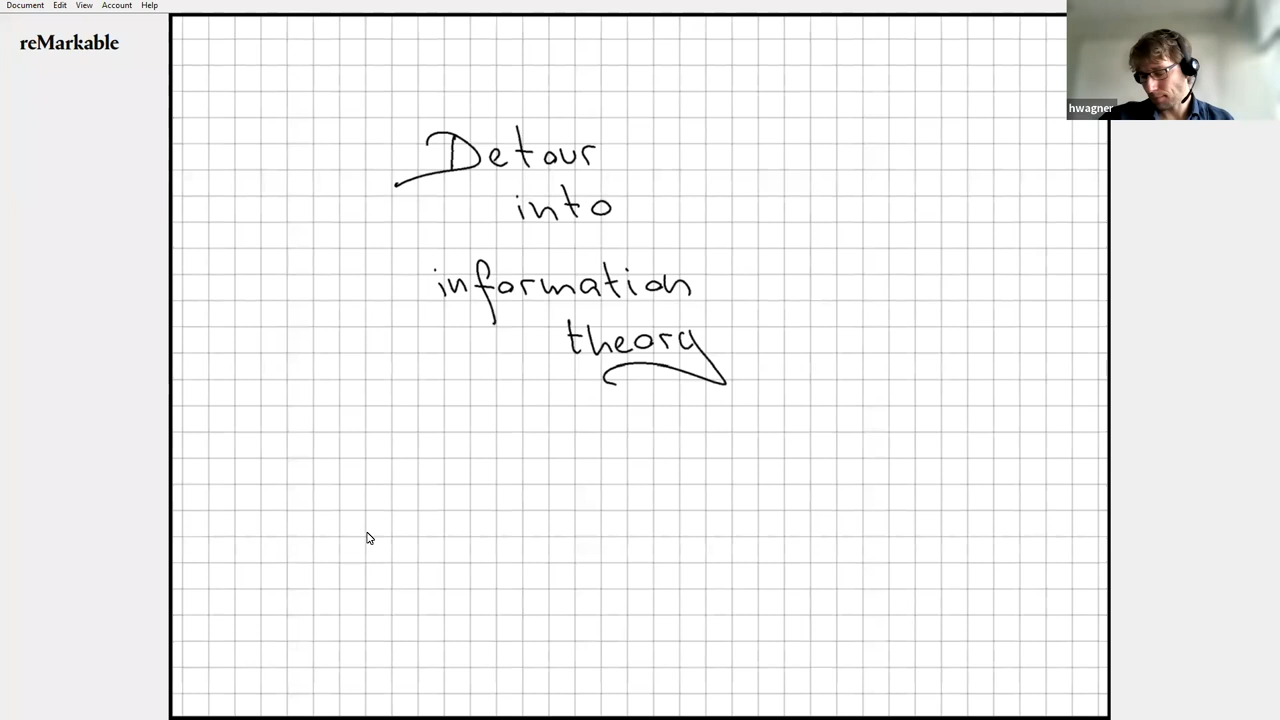 Document Edit View Account Help
reMarkable
hwagner
Detour
into
information
theory